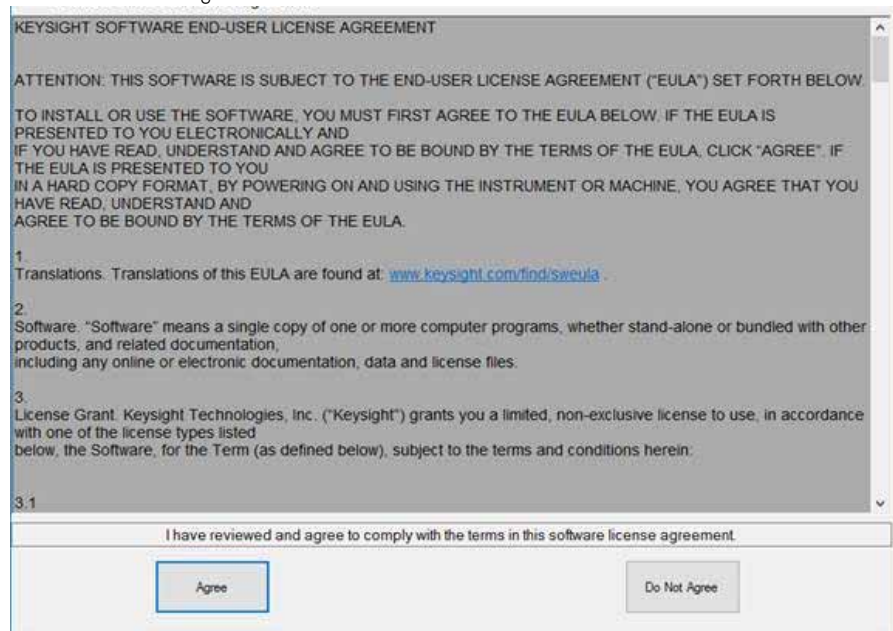 KEYSIGHT SOFTWARE END-USER LICENSE AGREEMENT
ATTENTION: THIS SOFTWARE IS SUBJECT TO THE END-USER LICENSE AGREEMENT (“EULA”) SET FORTH BELOW.
TO INSTALL OR USE THE SOFTWARE, YOU MUST FIRST AGREE TO THE EULA BELOW. IF THE EULA IS
PRESENTED TO YOU ELECTRONICALLY AND
IF YOU HAVE READ, UNDERSTAND AND AGREE TO BE BOUND BY THE TERMS OF THE EULA, CLICK “AGREE”. IF
THE EULA IS PRESENTED TO YOU
IN A HARD COPY FORMAT, BY POWERING ON AND USING THE INSTRUMENT OR MACHINE, YOU AGREE THAT YOU
HAVE READ, UNDERSTAND AND
AGREE TO BE BOUND BY THE TERMS OF THE EULA.
1.
Translations. Translations of this EULA are found at: www.keysight.com/find/sweula .
2.
Software. “Software” means a single copy of one or more computer programs, whether stand-alone or bundled with other
products, and related documentation,
including any online or electronic documentation, data and license files.
3.
License Grant. Keysight Technologies, Inc. (“Keysight”) grants you a limited, non-exclusive license to use, in accordance
with one of the license types listed
below, the Software, for the Term (as defined below), subject to the terms and conditions herein:
3.1
I have reviewed and agree to comply with the terms in this software license agreement.
Agree
Do Not Agree